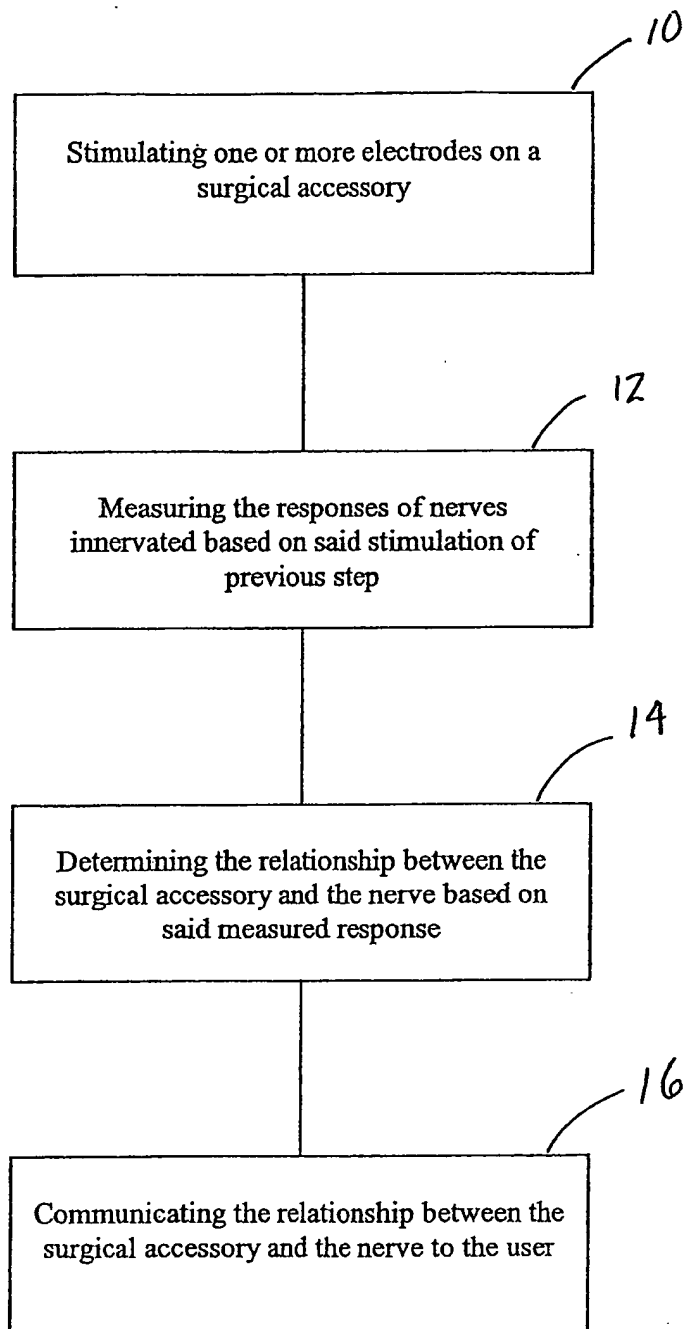 10
Stimulating one or more electrodes on a
surgical accessory
12
Measuring the responses of nerves
innervated based on said stimulation of
previous step
14
Determining the relationship between the
surgical accessory and the nerve based on
said measured response
16
Communicating the relationship between the
surgical accessory and the nerve to the user